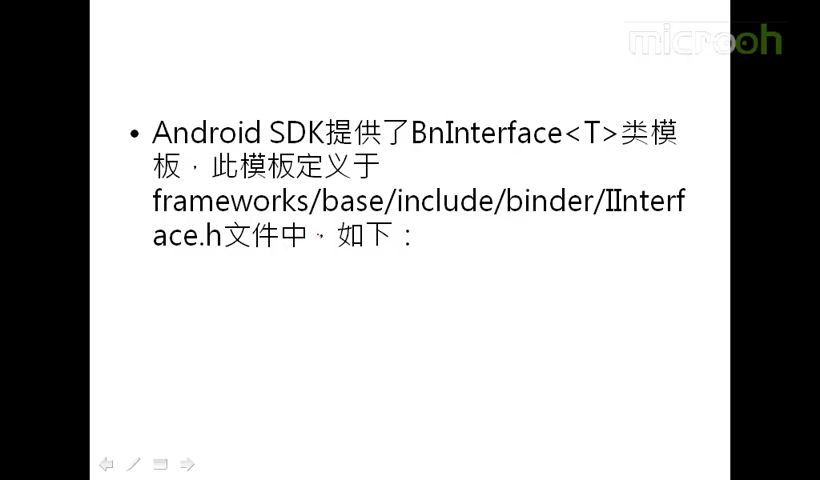 microoh
• Android SDK提供了BnInterface<T>类模
板，此模板定义于
frameworks/base/include/binder/IInterf
ace.h文件中，如下：